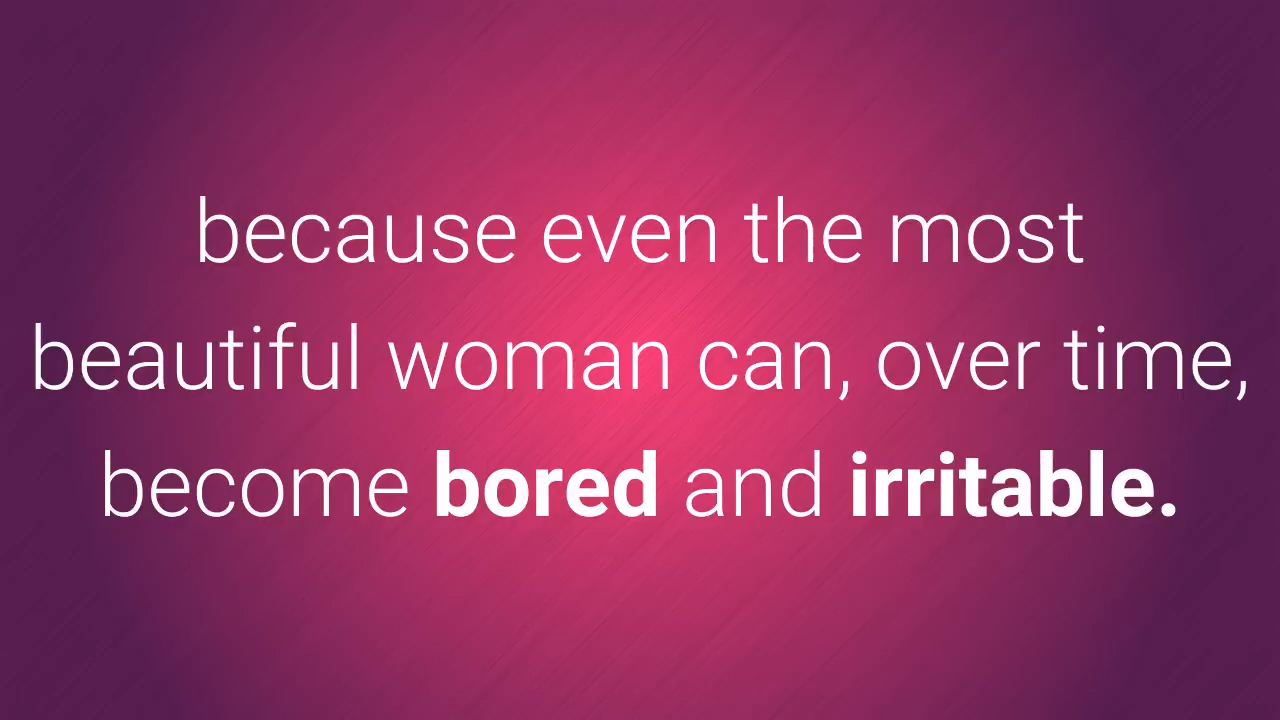 because even the most
beautiful woman can, over time,
become bored and irritable.